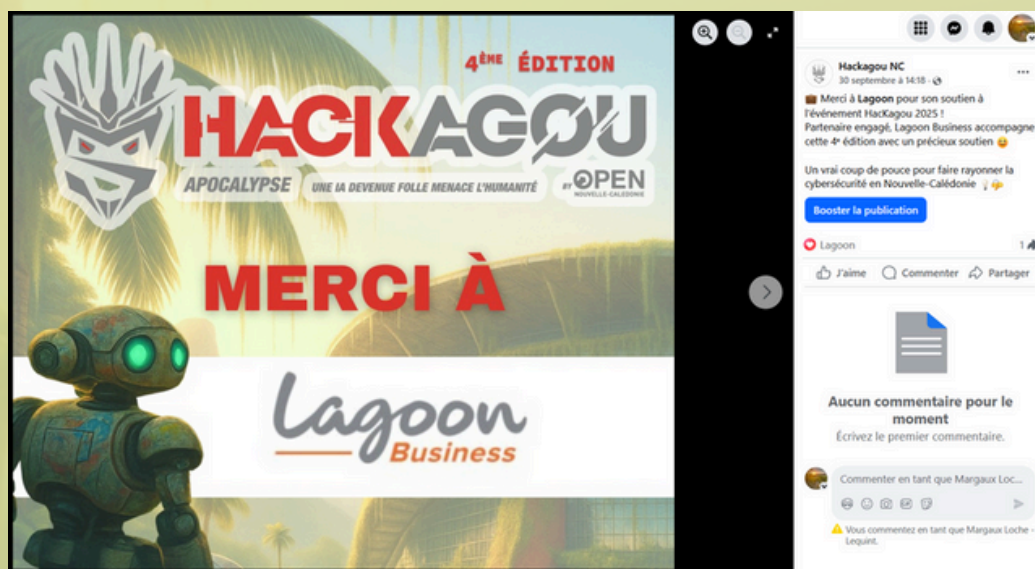 4ÈME ÉDITION
HACKAGOU
APOCALYPSE UNE IA DEVENUE FOLLE MENACE L'HUMANITÉ BY OPEN
NOUVELLE-CALÉDONIE
MERCI À
Lagoon
Business
Hackagou NC
30 septembre à 14:18 ·
Merci à Lagoon pour son soutien à
l'événement HacKagou 2025 !
Partenaire engagé, Lagoon Business accompagne
cette 4ᵉ édition avec un précieux soutien
Un vrai coup de pouce pour faire rayonner la
cybersécurité en Nouvelle-Calédonie
Booster la publication
Lagoon 1
J'aime Commenter Partager
Aucun commentaire pour le
moment
Écrivez le premier commentaire.
Commenter en tant que Margaux Loc...
Vous commentez en tant que Margaux Loche -
Lequint.